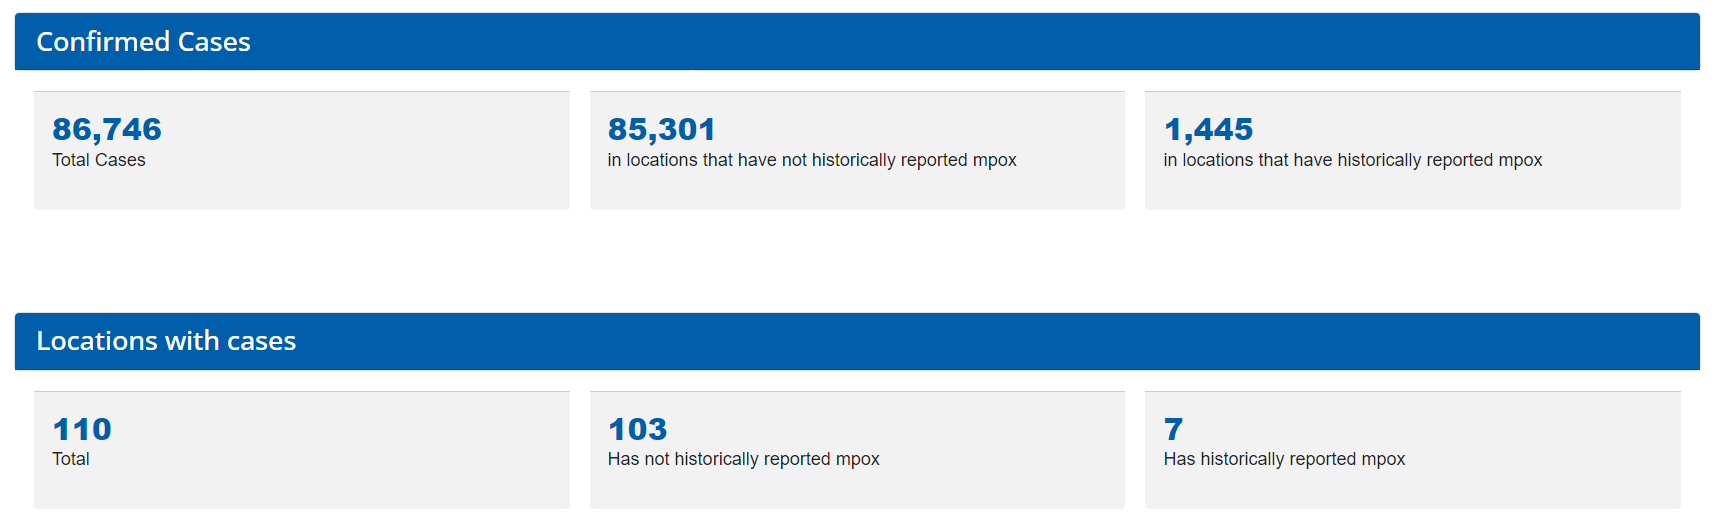 Confirmed Cases
86,746
Total Cases
85,301
in locations that have not historically reported mpox
1,445
in locations that have historically reported mpox
Locations with cases
110
Total
103
Has not historically reported mpox
7
Has historically reported mpox